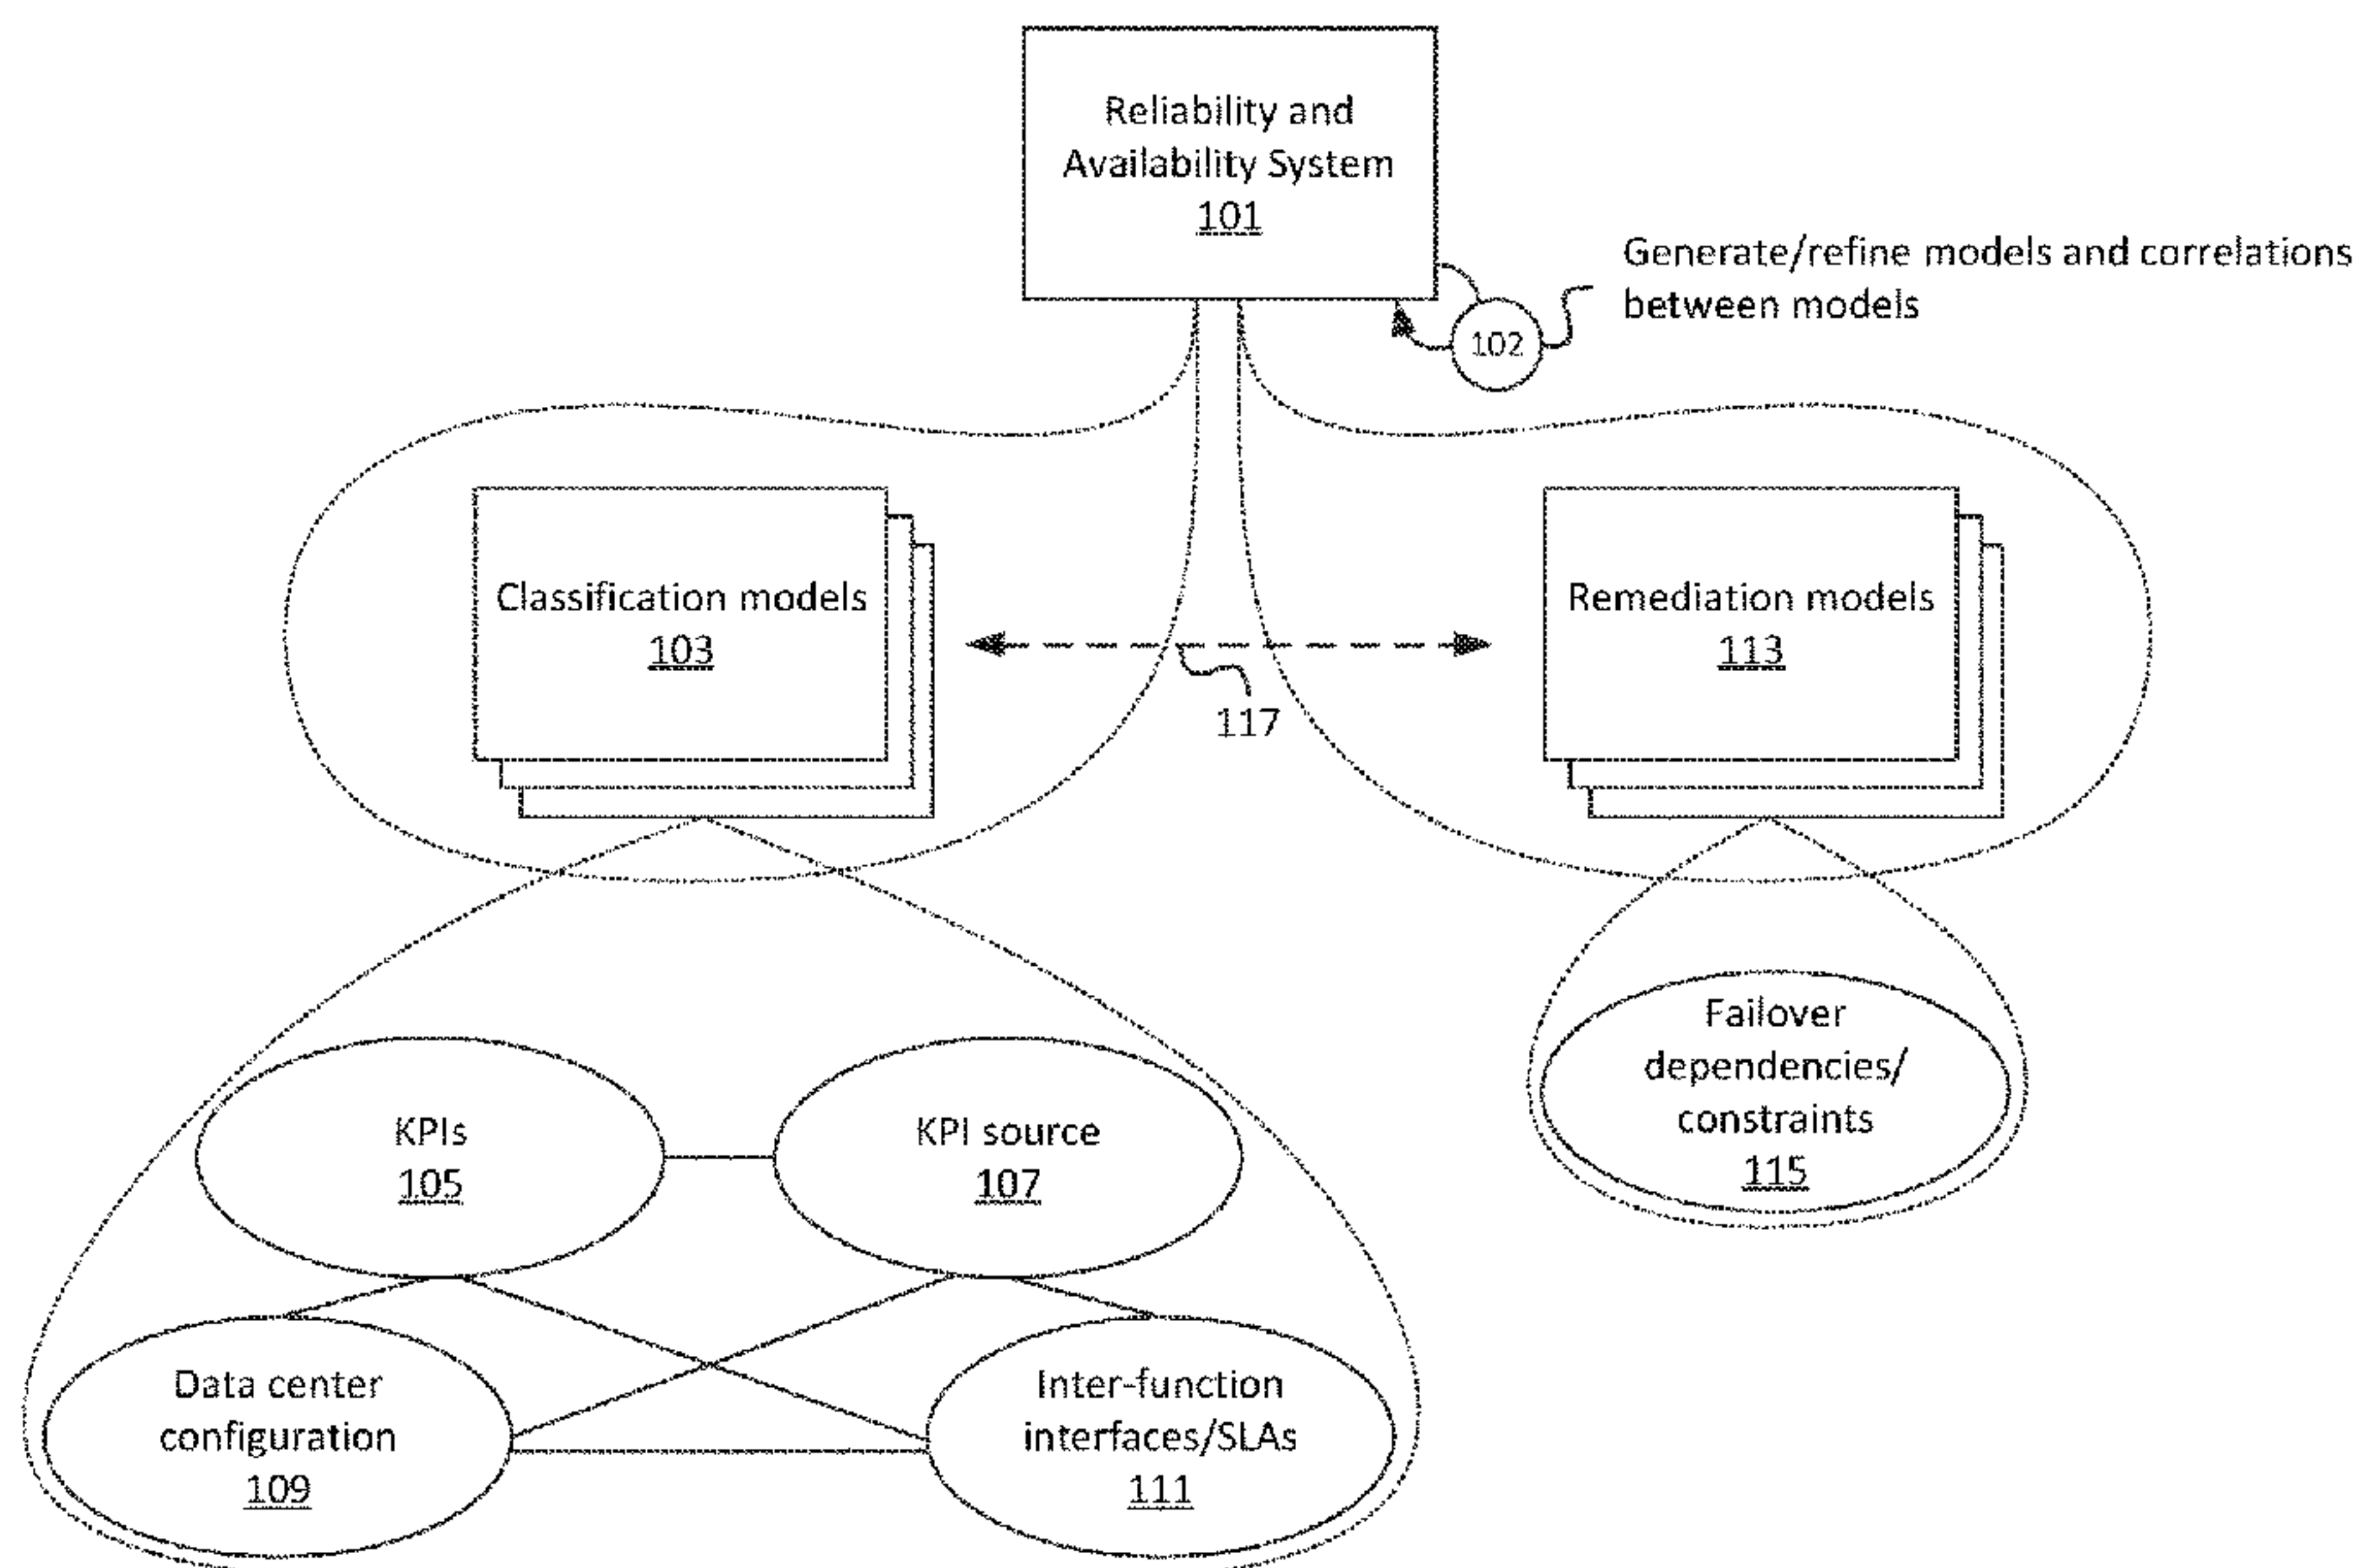 Reliability and
Availability System
101
Generate/refine models and correlations
between models
102
Classification models
103
Remediation models
113
117
Failover
dependencies/
constraints
115
KPIs
105
KPI source
107
Data center
configuration
109
Inter-function
interfaces/SLAs
111